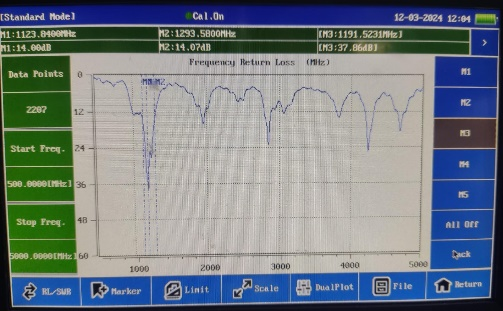 [Standard Mode]
Cal.On
12-03-2024 12:04
M1:1123.0400MHz
M2:1293.5800MHz
[M3:1191.5231MHz]
M1:14.00dB
M2:14.07dB
[M3:37.86dB]
>
Frequency Return Loss (MHz)
Data Points
2207
Start Freq.
500.0000[MHz]
Stop Freq.
5000.0000[MHz]
0
12
24
36
48
60
1000
2000
3000
4000
5000
M1
M2
M3
M4
M5
All Off
Back
RL/SWR
Marker
Limit
Scale
DualPlot
File
Return